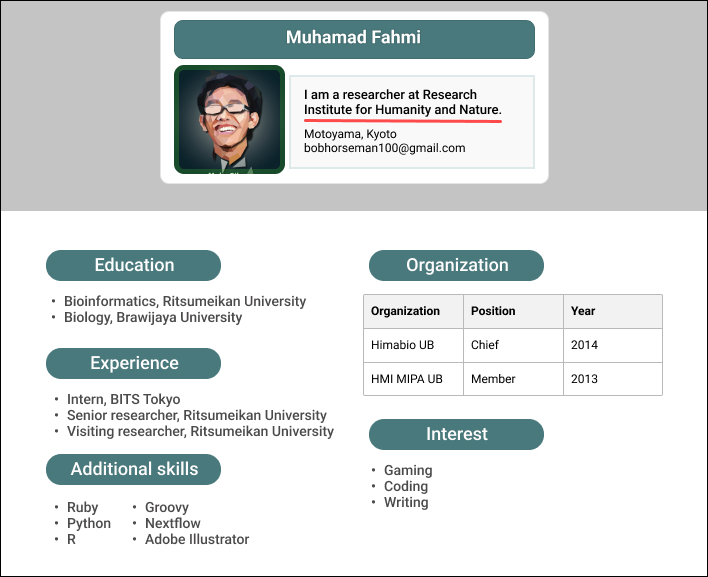 Muhamad Fahmi
I am a researcher at Research
Institute for Humanity and Nature.
Motoyama, Kyoto
bobhorseman100@gmail.com
Education
• Bioinformatics, Ritsumeikan University
• Biology, Brawijaya University
Experience
• Intern, BITS Tokyo
• Senior researcher, Ritsumeikan University
• Visiting researcher, Ritsumeikan University
Additional skills
• Ruby
• Python
• R
• Groovy
• Nextflow
• Adobe Illustrator
Organization
Organization Position Year
Himabio UB Chief 2014
HMI MIPA UB Member 2013
Interest
• Gaming
• Coding
• Writing